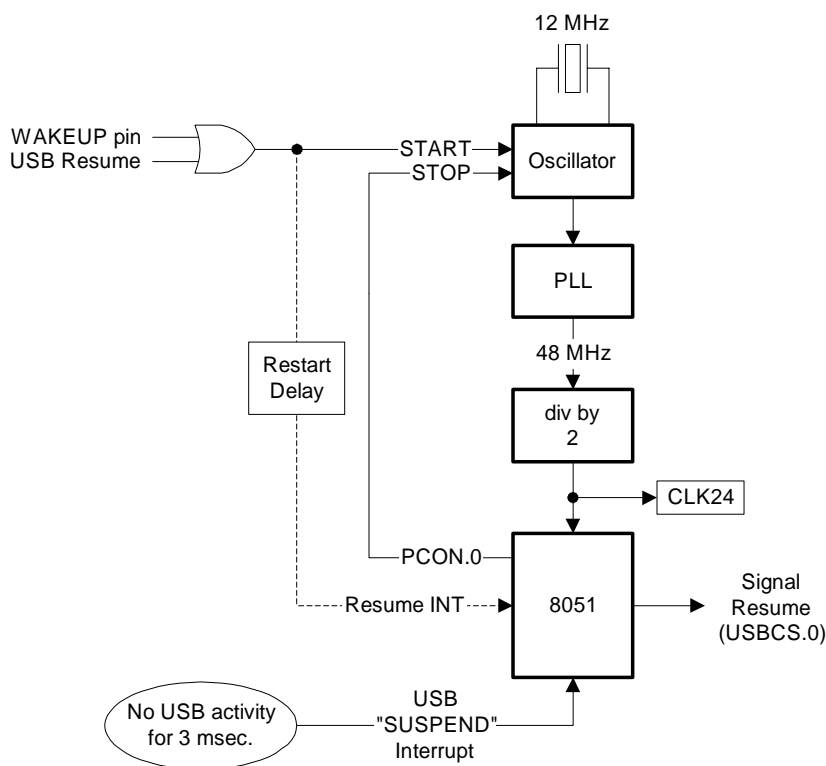 12 MHz
WAKEUP pin
USB Resume
START
STOP
Oscillator
PLL
48 MHz
Restart
Delay
div by
2
CLK24
PCON.0
Resume INT
8051
Signal
Resume
(USBCS.0)
No USB activity
for 3 msec.
USB
"SUSPEND"
Interrupt